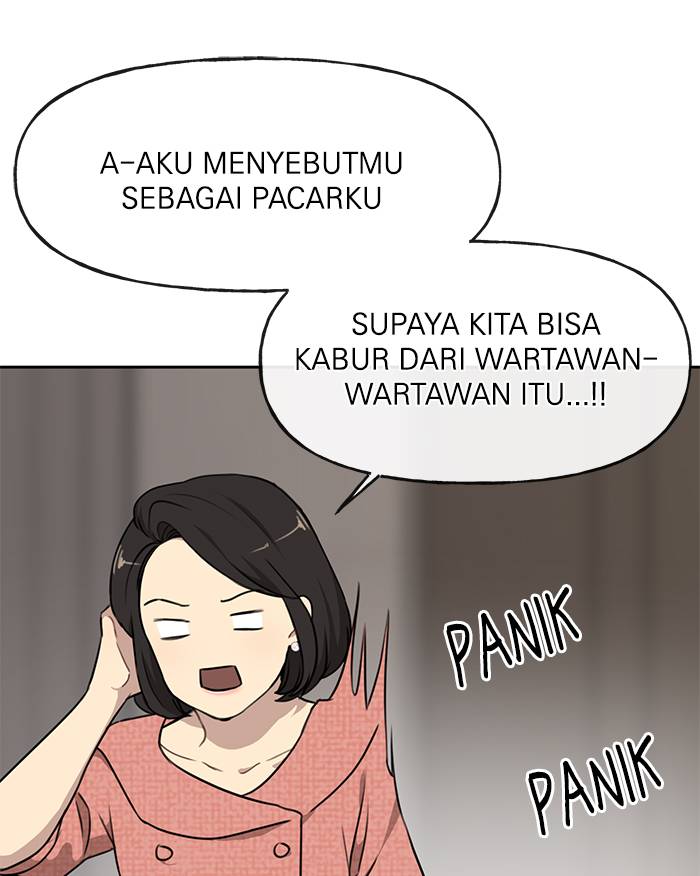 A-AKU MENYEBUTMU
SEBAGAI PACARKU
SUPAYA KITA BISA
KABUR DARI WARTAWAN-
WARTAWAN ITU...!!
PANIK
PANIK